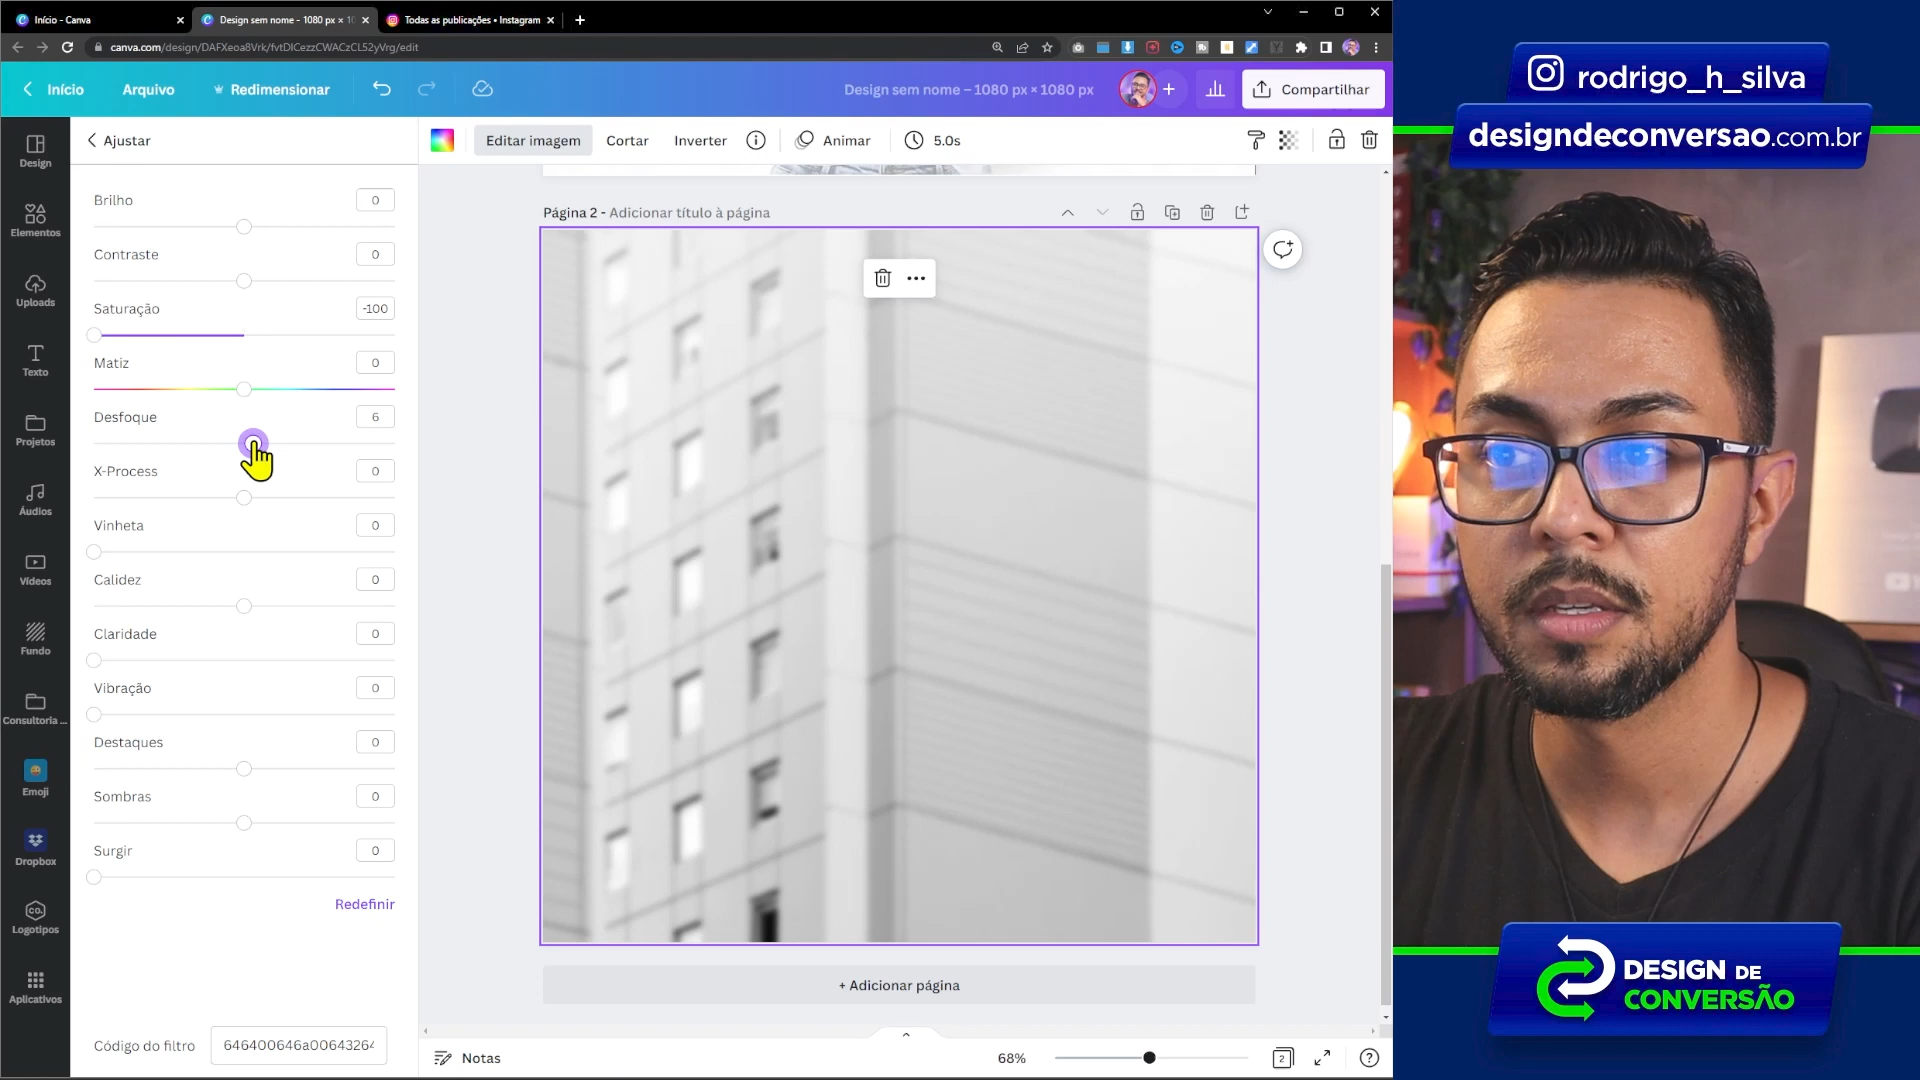 Início - Canva
Design sem nome - 1080 px × 10
Todas as publicações • Instagram
canva.com/design/DAFXeoa8Vrk/fvtDICezzCWACzCL52yVrg/edit
Início
Arquivo
Redimensionar
Design sem nome – 1080 px × 1080 px
Compartilhar
Design
Elementos
Uploads
Texto
Projetos
Áudios
Vídeos
Fundo
Consultoria ...
Emoji
Dropbox
CO.
Logotipos
Aplicativos
Ajustar
Brilho 0
Contraste 0
Saturação -100
Matiz 0
Desfoque 6
X-Process 0
Vinheta 0
Calidez 0
Claridade 0
Vibração 0
Destaques 0
Sombras 0
Surgir 0
Redefinir
Código do filtro 646400646a00643264
Editar imagem
Cortar
Inverter
Animar
5.0s
Página 2 - Adicionar título à página
+ Adicionar página
Notas
68%
2
rodrigo_h_silva
designdeconversao.com.br
DESIGN DE
CONVERSÃO